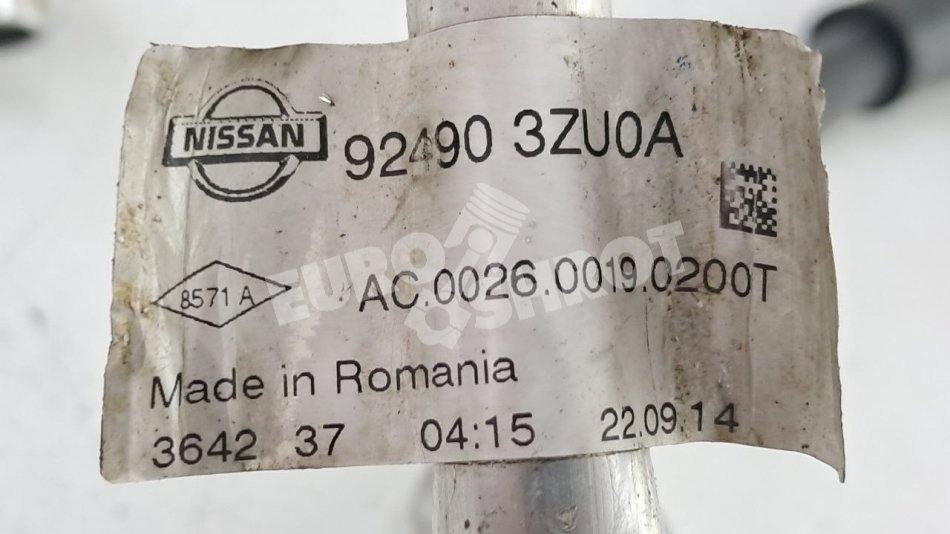 NISSAN
92490 3ZU0A
8571 A
AC.0026.0019.0200T
EURO SHROT
Made in Romania
3642 37 04:15 22.09.14